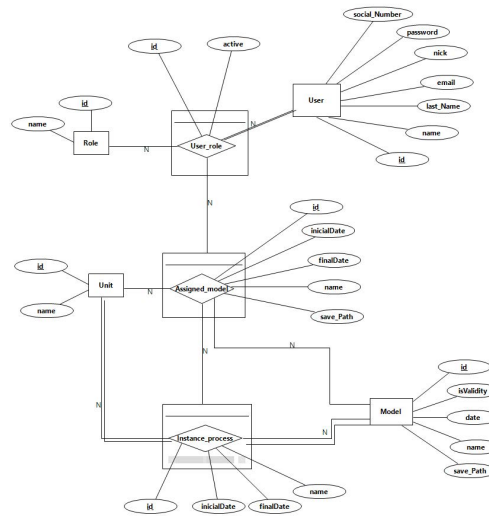 social_Number
password
id
active
nick
User
email
id
last_Name
N
name
name
Role
N
User_role
id
N
id
inicialDate
id
finalDate
Unit
N
Assigned_model
name
name
save_Path
N
N
id
isValidity
N
Model
date
N
Instance_process
name
save_Path
name
id
inicialDate
finalDate